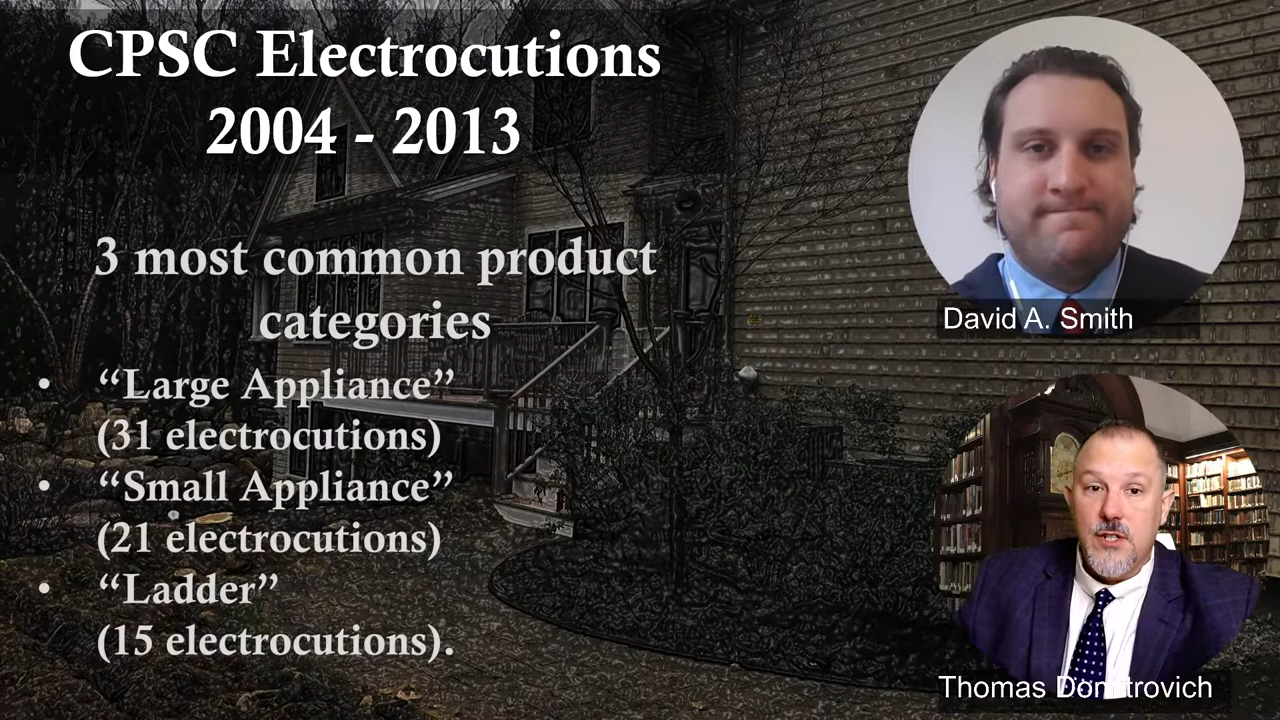 CPSC Electrocutions
2004 - 2013
3 most common product
categories
• “Large Appliance”
(31 electrocutions)
• “Small Appliance”
(21 electrocutions)
• “Ladder”
(15 electrocutions).
David A. Smith
Thomas Domitrovich